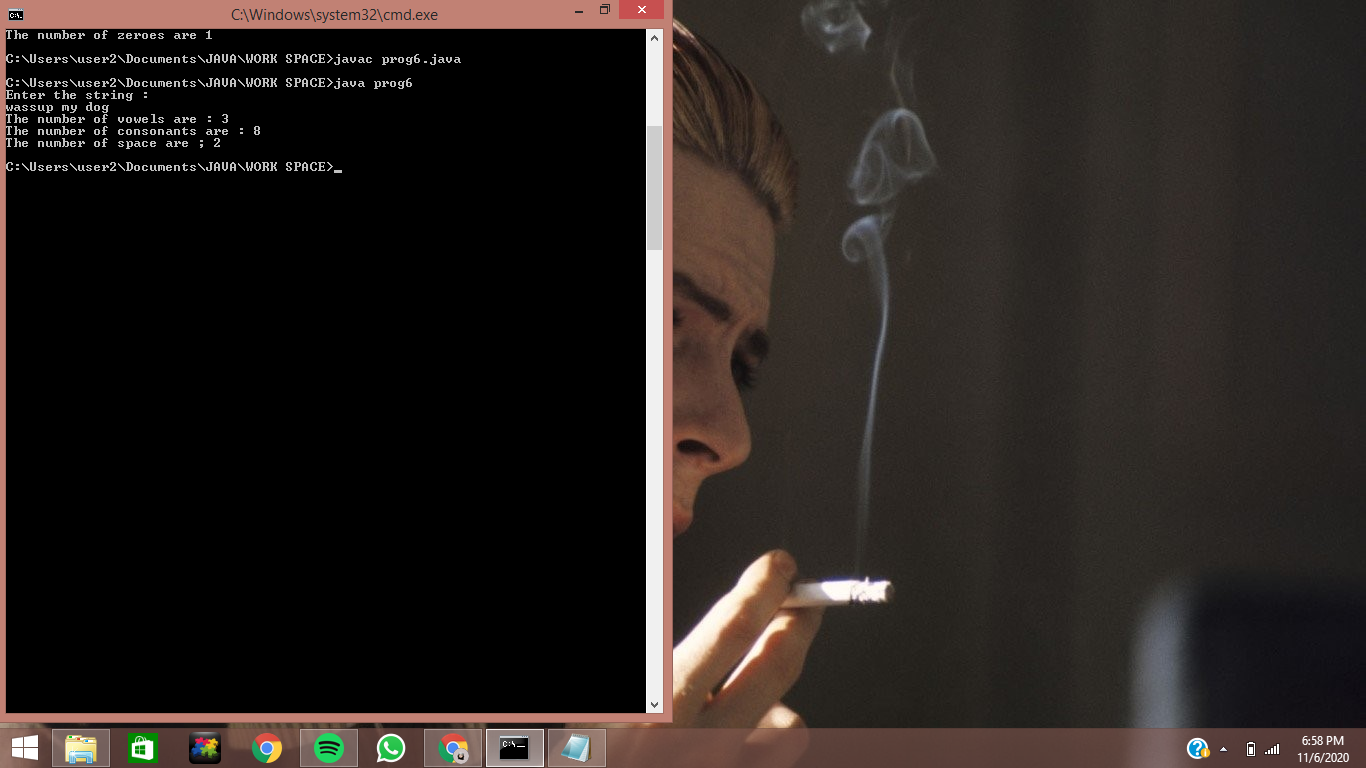 C:\Windows\system32\cmd.exe
The number of zeroes are 1
C:\Users\user2\Documents\JAVA\WORK SPACE>javac prog6.java
C:\Users\user2\Documents\JAVA\WORK SPACE>java prog6
Enter the string :
wassup my dog
The number of vowels are : 3
The number of consonants are : 8
The number of space are ; 2
C:\Users\user2\Documents\JAVA\WORK SPACE>_
6:58 PM
11/6/2020